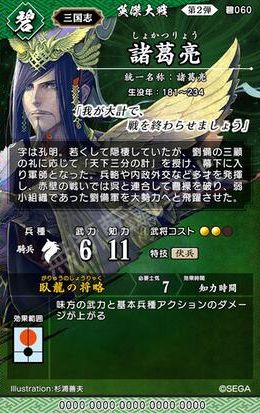 碧
三国志
英傑大戦
第2弾
碧060
しょかつりょう
諸葛亮
統一名称：諸葛亮
生没年：181～234
「我が大計で、
戦を終わらせましょう」
字は孔明。若くして隠棲していたが、劉備の三顧
の礼に応じて「天下三分の計」を授け、幕下に入
り軍師となった。兵略や内政外交など多才を発揮
し、赤壁の戦いでは呉と連合して曹操を破り、弱
小組織であった劉備軍を大勢力へと飛躍させた。
兵種 武力 知力 武将コスト
騎兵 6 11
特技 伏兵
がりゅうのしょうりゃく
臥龍の将略
必要士気 7
効果時間 知力時間
効果範囲
味方の武力と基本兵種アクションのダメー
ジが上がる
Illustration:杉浦善夫
©SEGA
0000-0000-0000-0000-0000